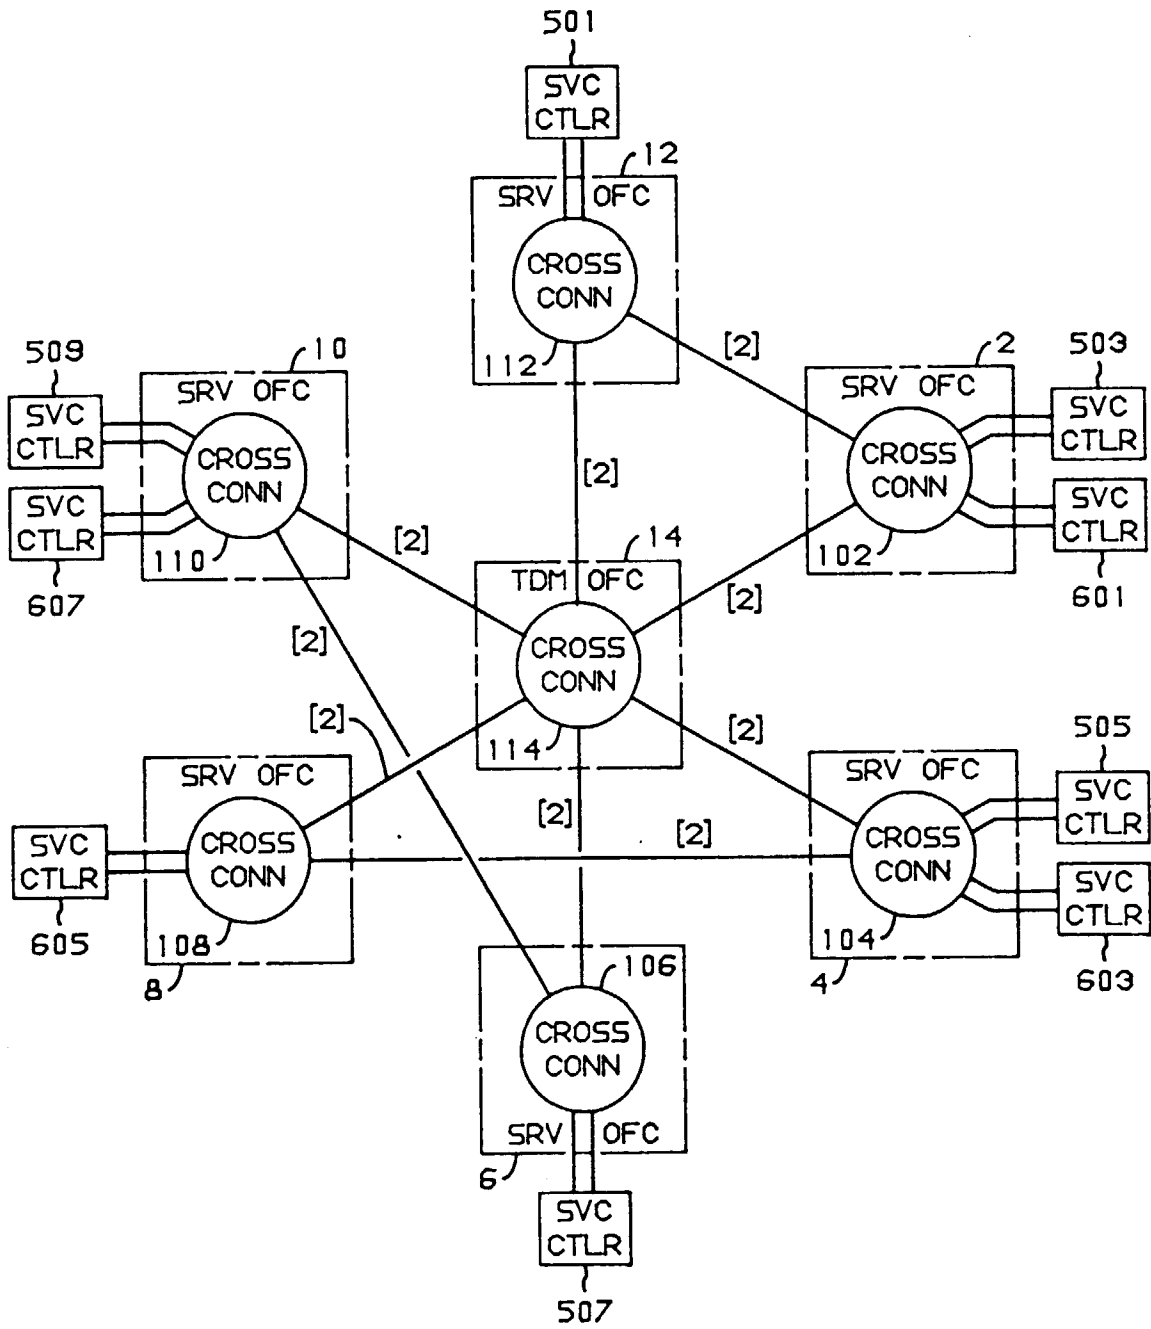 501
SVC
CTLR
12
SRV OFC
CROSS
CONN
112
[2]
[2]
509
10
SRV OFC
SVC
CTLR
CROSS
CONN
SVC
CTLR
110
607
[2]
[2]
2
503
SRV OFC
SVC
CTLR
CROSS
CONN
SVC
CTLR
102
601
[2]
14
TDM OFC
CROSS
CONN
114
[2]
[2]
[2]
[2]
SRV OFC
SVC
CTLR
CROSS
CONN
605
108
8
505
SRV OFC
SVC
CTLR
CROSS
CONN
SVC
CTLR
104
603
4
106
CROSS
CONN
SRV OFC
6
SVC
CTLR
507